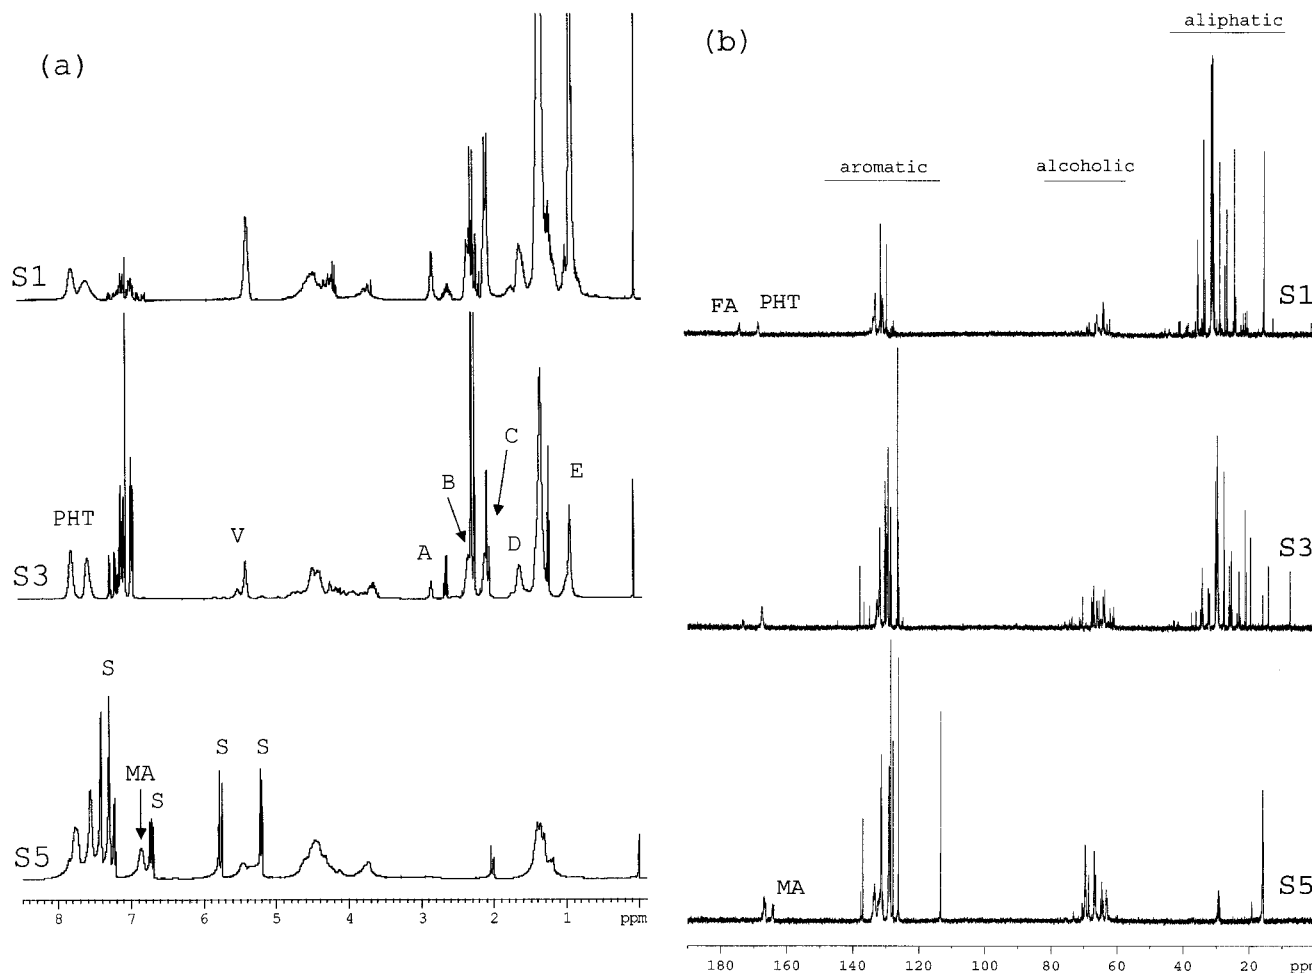 (a)
S1
PHT
V
A
B
C
D
E
S3
S
MA
S
S
S
S5
8 7 6 5 4 3 2 1 ppm
(b)
aliphatic
aromatic
alcoholic
FA
PHT
S1
S3
MA
S5
180 160 140 120 100 80 60 40 20 ppm